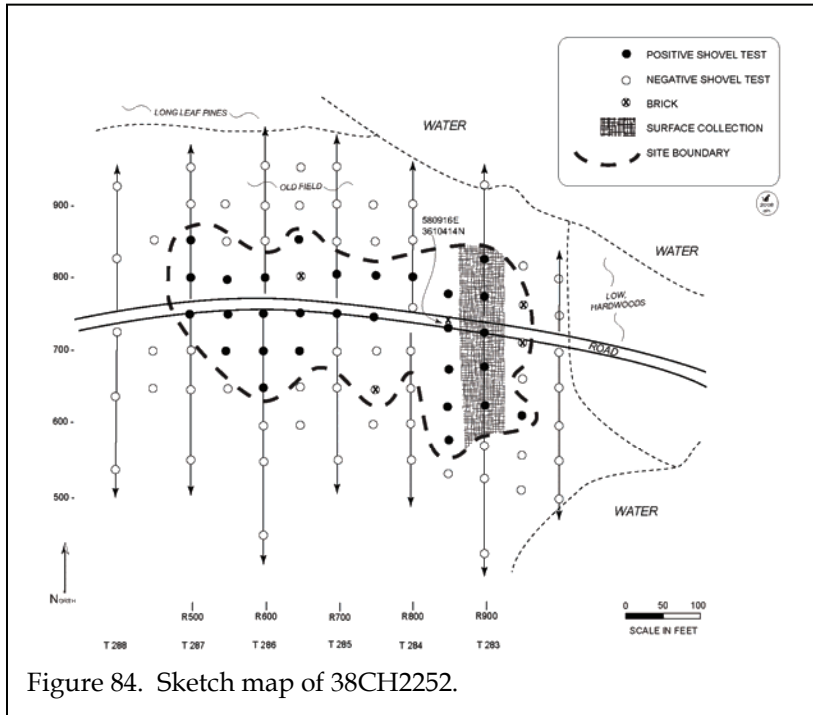 POSITIVE SHOVEL TEST
NEGATIVE SHOVEL TEST
BRICK
SURFACE COLLECTION
SITE BOUNDARY
LONG LEAF PINES
WATER
OLD FIELD
900 -
580916E
3610414N
WATER
800 -
LOW,
HARDWOODS
700 -
ROAD
600 -
500 -
WATER
NORTH
R500
R600
R700
R800
R900
0 50 100
SCALE IN FEET
T 288
T 287
T 286
T 285
T 284
T 283
Figure 84. Sketch map of 38CH2252.